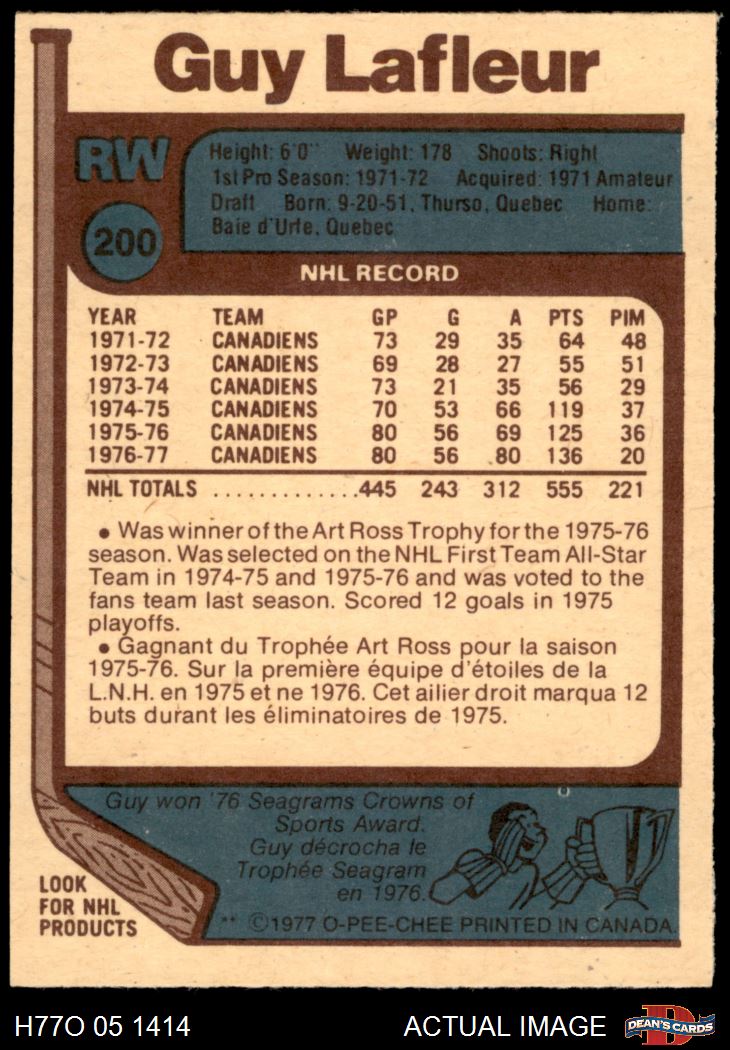 Guy Lafleur
RW
200
Height: 6'0" Weight: 178 Shoots: Right
1st Pro Season: 1971-72 Acquired: 1971 Amateur
Draft Born: 9-20-51, Thurso, Quebec Home:
Baie d'Urfe, Quebec
NHL RECORD
YEAR TEAM GP G A PTS PIM
1971-72 CANADIENS 73 29 35 64 48
1972-73 CANADIENS 69 28 27 55 51
1973-74 CANADIENS 73 21 35 56 29
1974-75 CANADIENS 70 53 66 119 37
1975-76 CANADIENS 80 56 69 125 36
1976-77 CANADIENS 80 56 80 136 20
NHL TOTALS ............445 243 312 555 221
● Was winner of the Art Ross Trophy for the 1975-76
season. Was selected on the NHL First Team All-Star
Team in 1974-75 and 1975-76 and was voted to the
fans team last season. Scored 12 goals in 1975
playoffs.
● Gagnant du Trophée Art Ross pour la saison
1975-76. Sur la première équipe d'étoiles de la
L.N.H. en 1975 et ne 1976. Cet ailier droit marqua 12
buts durant les éliminatoires de 1975.
Guy won '76 Seagrams Crowns of
Sports Award.
Guy décrocha le
Trophée Seagram
en 1976.
LOOK
FOR NHL
PRODUCTS
** ©1977 O-PEE-CHEE PRINTED IN CANADA.
H77O 05 1414 ACTUAL IMAGE
D
DEAN'S CARDS